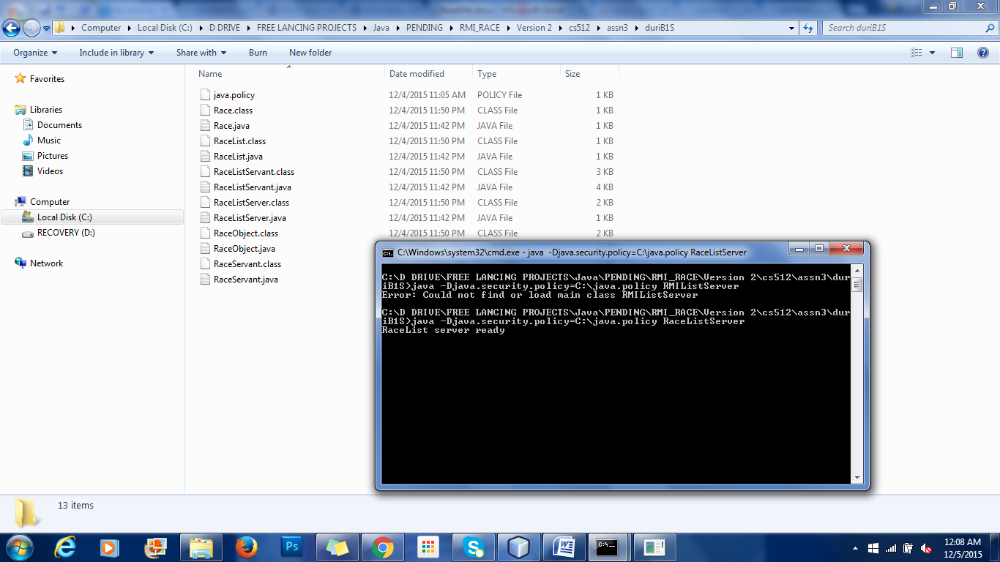 Computer Local Disk (C:) D DRIVE FREE LANCING PROJECTS Java PENDING RMI_RACE Version 2 cs512 assn3 duriB1S Search duriB1S
Organize Include in library Share with Burn New folder
Favorites
Libraries
Documents
Music
Pictures
Videos
Computer
Local Disk (C:)
RECOVERY (D:)
Network
Name Date modified Type Size
java.policy 12/4/2015 11:05 AM POLICY File 1 KB
Race.class 12/4/2015 11:50 PM CLASS File 1 KB
Race.java 12/4/2015 11:42 PM JAVA File 1 KB
RaceList.class 12/4/2015 11:50 PM CLASS File 1 KB
RaceList.java 12/4/2015 11:42 PM JAVA File 1 KB
RaceListServant.class 12/4/2015 11:50 PM CLASS File 3 KB
RaceListServant.java 12/4/2015 11:42 PM JAVA File 4 KB
RaceListServer.class 12/4/2015 11:50 PM CLASS File 2 KB
RaceListServer.java 12/4/2015 11:42 PM JAVA File 1 KB
RaceObject.class 12/4/2015 11:50 PM CLASS File 2 KB
RaceObject.java
RaceServant.class
RaceServant.java
C:\Windows\system32\cmd.exe - java -Djava.security.policy=C:\java.policy RaceListServer
C:\D DRIVE\FREE LANCING PROJECTS\Java\PENDING\RMI_RACE\Version 2\cs512\assn3\dur
iB1S>java -Djava.security.policy=C:\java.policy RMIListServer
Error: Could not find or load main class RMIListServer
C:\D DRIVE\FREE LANCING PROJECTS\Java\PENDING\RMI_RACE\Version 2\cs512\assn3\dur
iB1S>java -Djava.security.policy=C:\java.policy RaceListServer
RaceList server ready
13 items
Ps
C:\
12:08 AM
12/5/2015